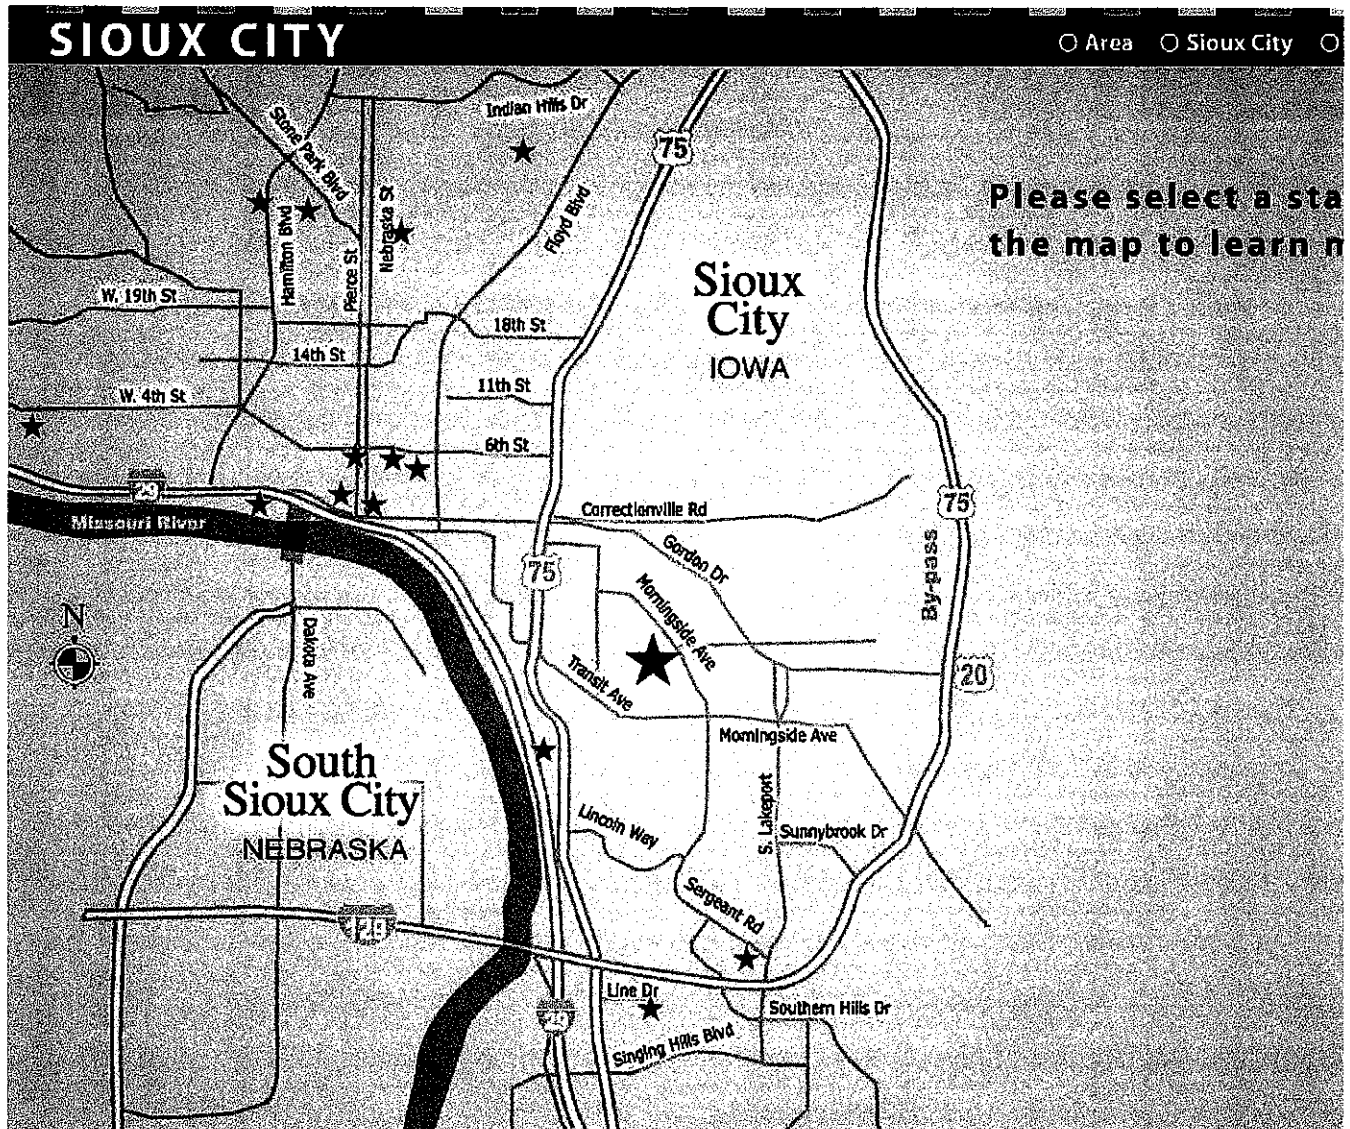 SIOUX CITY
Area
Sioux City
Indian Hills Dr
Stone Park Blvd
75
Please select a sta
the map to learn m
Nebraska St
Floyd Blvd
Hamilton Blvd
Pierce St
Sioux
City
IOWA
W. 19th St
18th St
14th St
11th St
W. 4th St
6th St
29
75
Correctionville Rd
Missouri River
Gordon Dr
By-pass
75
Morningside Ave
N
Dakota Ave
20
Transit Ave
Morningside Ave
South
Sioux City
NEBRASKA
S. Lakeport
Lincoln Way
Sunnybrook Dr
Sergeant Rd
129
Line Dr
29
Southern Hills Dr
Singing Hills Blvd